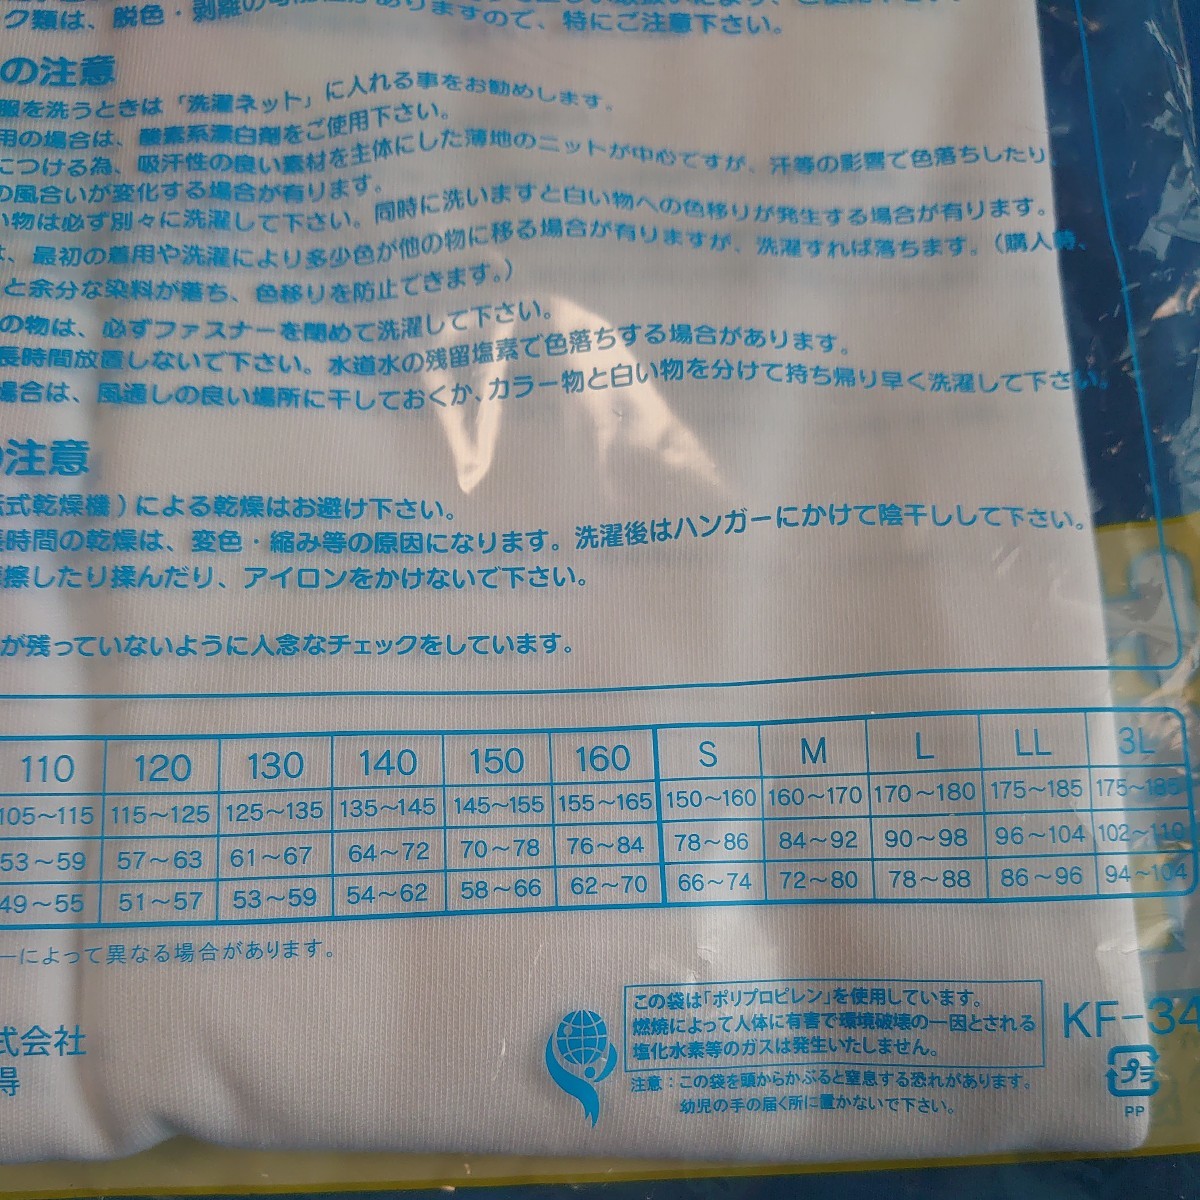 ク類は、脱色・剥離の可能性がありますので、特にご注意下さい。
の注意
服を洗うときは「洗濯ネット」に入れる事をお勧めします。
用の場合は、酸素系漂白剤をご使用下さい。
につける為、吸汗性の良い素材を主体にした薄地のニットが中心ですが、汗等の影響で色落ちしたり、
の風合いが変化する場合が有ります。
い物は必ず別々に洗濯して下さい。同時に洗いますと白い物への色移りが発生する場合が有ります。
は、最初の着用や洗濯により多少色が他の物に移る場合が有りますが、洗濯すれば落ちます。（購入時、
と余分な染料が落ち、色移りを防止できます。）
の物は、必ずファスナーを閉めて洗濯して下さい。
長時間放置しないで下さい。水道水の残留塩素で色落ちする場合があります。
場合は、風通しの良い場所に干しておくか、カラー物と白い物を分けて持ち帰り早く洗濯して下さい。
の注意
転式乾燥機）による乾燥はお避け下さい。
長時間の乾燥は、変色・縮み等の原因になります。洗濯後はハンガーにかけて陰干しして下さい。
擦したり揉んだり、アイロンをかけないで下さい。
が残っていないように入念なチェックをしています。
110 120 130 140 150 160 S M L LL 3L
105〜115 115〜125 125〜135 135〜145 145〜155 155〜165 150〜160 160〜170 170〜180 175〜185 175〜185
53〜59 57〜63 61〜67 64〜72 70〜78 76〜84 78〜86 84〜92 90〜98 96〜104 102〜110
49〜55 51〜57 53〜59 54〜62 58〜66 62〜70 66〜74 72〜80 78〜88 86〜96 94〜104
ーによって異なる場合があります。
式会社
得
この袋は「ポリプロピレン」を使用しています。
燃焼によって人体に有害で環境破壊の一因とされる
塩化水素等のガスは発生いたしません。
注意：この袋を頭からかぶると窒息する恐れがあります。
幼児の手の届く所に置かないで下さい。
KF-34
プラ
PP